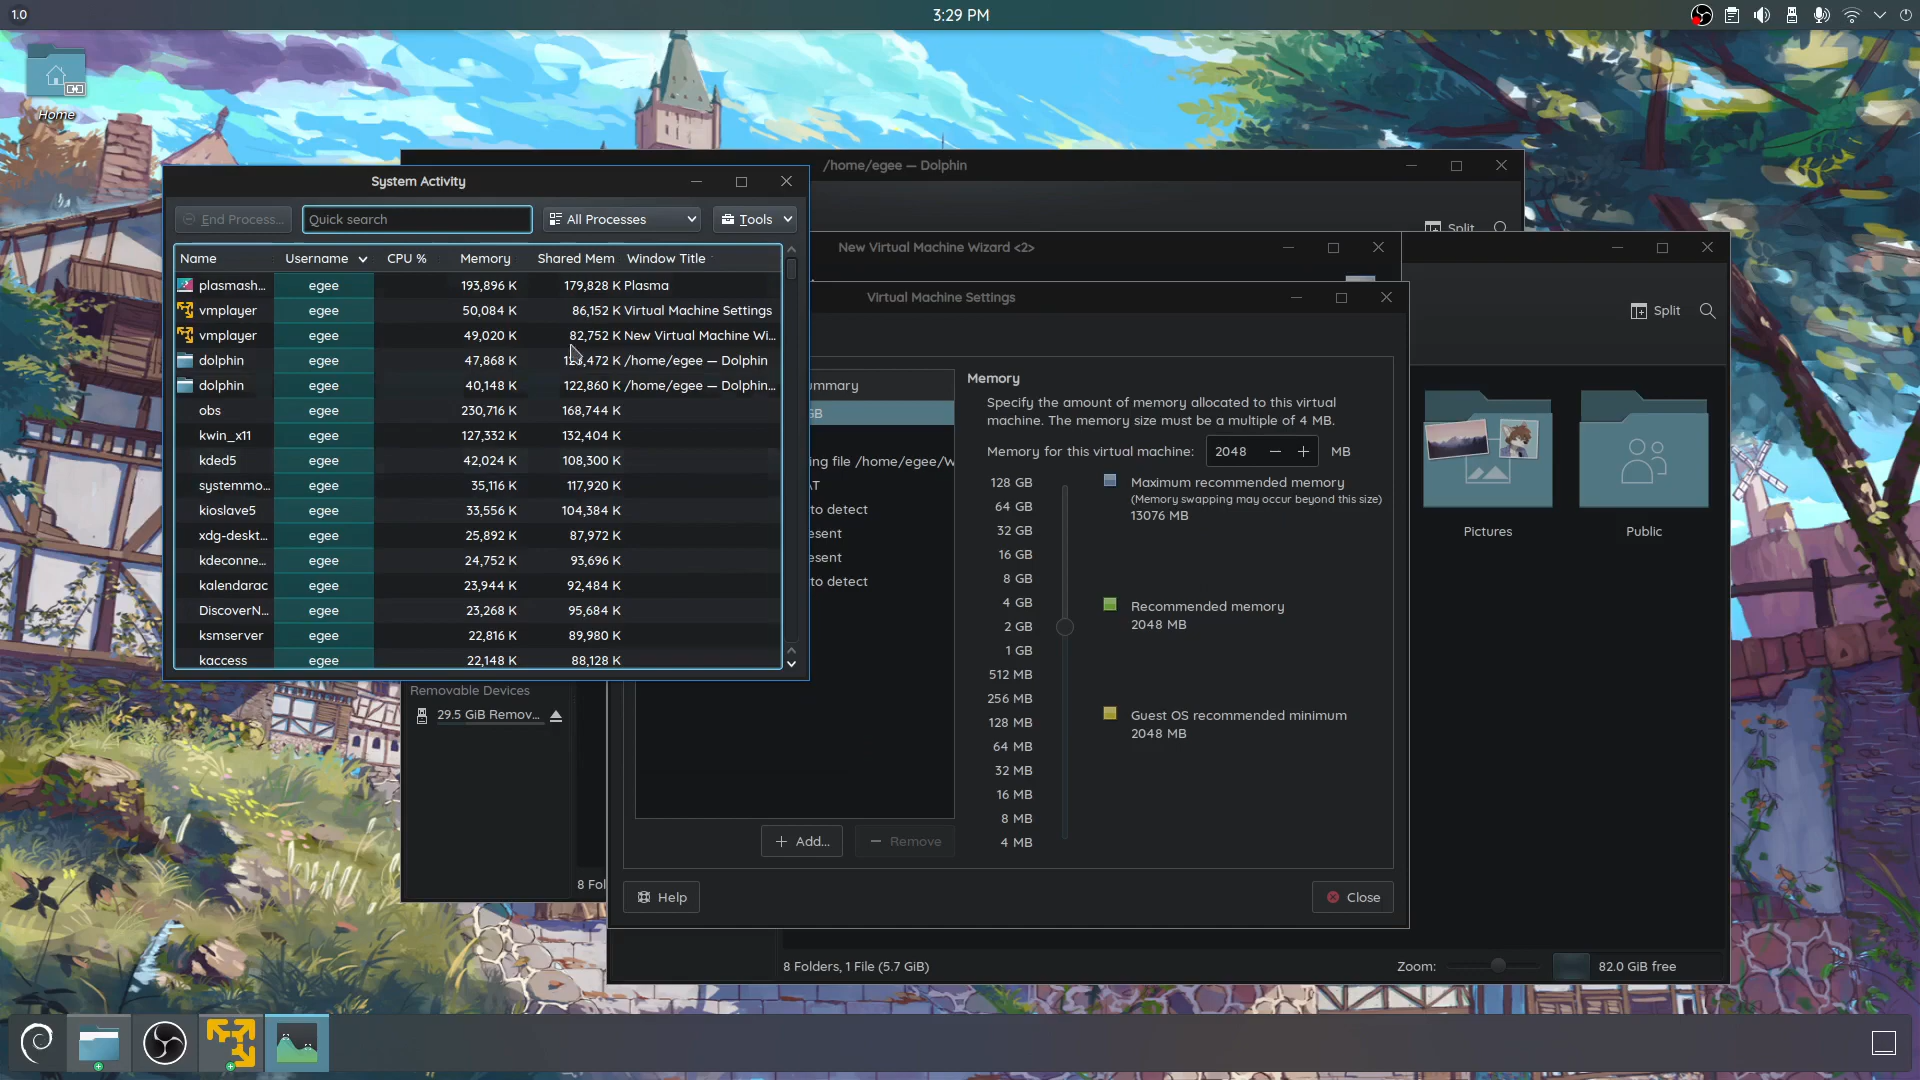 1.0
3:29 PM
Home
/home/egee — Dolphin
Split
System Activity
End Process...
Quick search
All Processes
Tools
Name Username CPU % Memory Shared Mem Window Title
plasmash... egee 193,896 K 179,828 K Plasma
vmplayer egee 50,084 K 86,152 K Virtual Machine Settings
vmplayer egee 49,020 K 82,752 K New Virtual Machine Wi...
dolphin egee 47,868 K /home/egee — Dolphin
dolphin egee 40,148 K 122,860 K /home/egee — Dolphin...
obs egee 230,716 K 168,744 K
kwin_x11 egee 127,332 K 132,404 K
kded5 egee 42,024 K 108,300 K
systemmo... egee 35,116 K 117,920 K
kioslave5 egee 33,556 K 104,384 K
xdg-deskt... egee 25,892 K 87,972 K
kdeconne... egee 24,752 K 93,696 K
kalendarac egee 23,944 K 92,484 K
DiscoverN... egee 23,268 K 95,684 K
ksmserver egee 22,816 K 89,980 K
kaccess egee 22,148 K 88,128 K
New Virtual Machine Wizard <2>
Split
Pictures
Public
Virtual Machine Settings
ummary
GB
ing file /home/egee/W
AT
to detect
esent
esent
to detect
Memory
Specify the amount of memory allocated to this virtual
machine. The memory size must be a multiple of 4 MB.
Memory for this virtual machine: 2048 MB
128 GB
64 GB
32 GB
16 GB
8 GB
4 GB
2 GB
1 GB
512 MB
256 MB
128 MB
64 MB
32 MB
16 MB
8 MB
4 MB
Maximum recommended memory
(Memory swapping may occur beyond this size)
13076 MB
Recommended memory
2048 MB
Guest OS recommended minimum
2048 MB
Add...
Remove
Help
Close
Removable Devices
29.5 GiB Remov...
8 Fol
8 Folders, 1 File (5.7 GiB)
Zoom:
82.0 GiB free